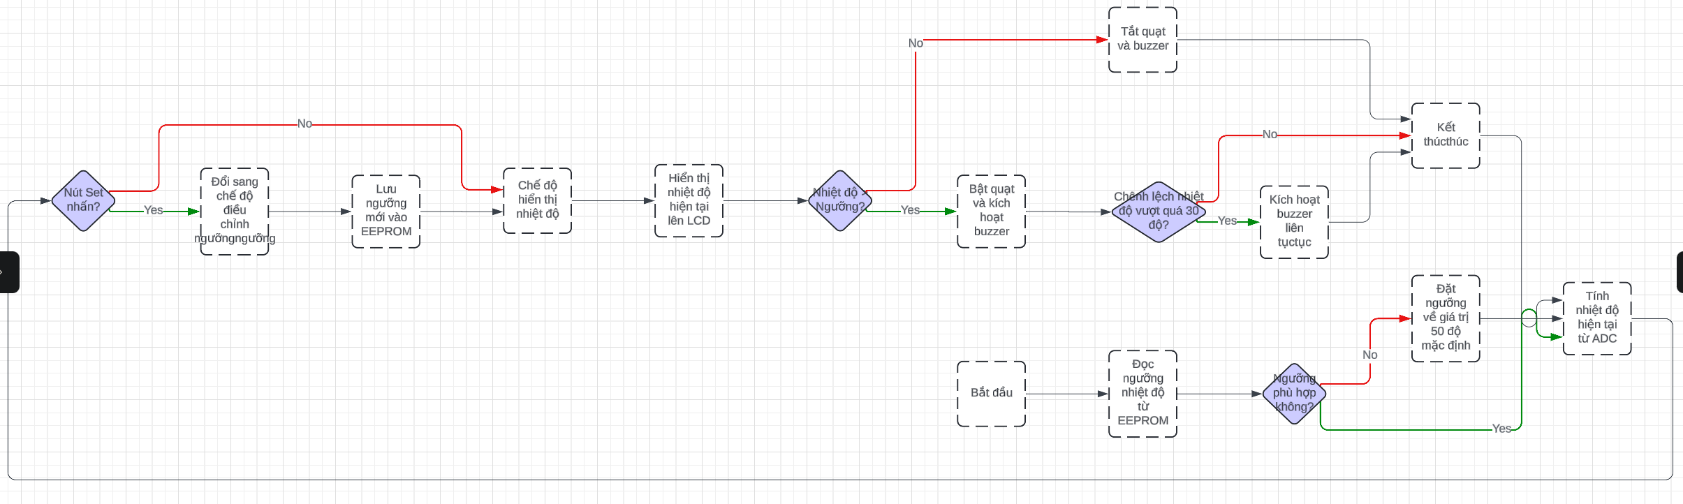 Nút Set
nhấn?
Yes
No
Đổi sang
chế độ
điều
chỉnh
ngưỡngngưỡng
Lưu
ngưỡng
mới vào
EEPROM
Chế độ
hiển thị
nhiệt độ
Hiển thị
nhiệt độ
hiện tại
lên LCD
Nhiệt độ >
Ngưỡng?
No
Yes
Tắt quạt
và buzzer
Bật quạt
và kích
hoạt
buzzer
Chênh lệch nhiệt
độ vượt quá 30
độ?
No
Yes
Kích hoạt
buzzer
liên
tụctục
Kết
thúcthúc
Bắt đầu
Đọc
ngưỡng
nhiệt độ
từ
EEPROM
Ngưỡng
phù hợp
không?
No
Yes
Đặt
ngưỡng
về giá trị
50 độ
mặc định
Tính
nhiệt độ
hiện tại
từ ADC